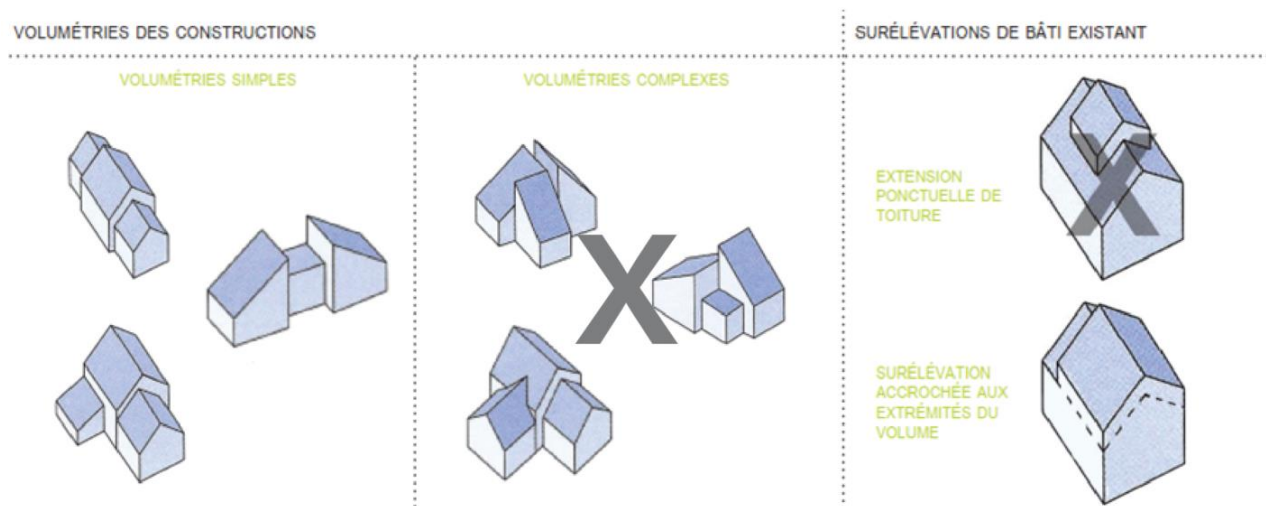 VOLUMÉTRIES DES CONSTRUCTIONS
SURÉLÉVATIONS DE BÂTI EXISTANT
VOLUMÉTRIES SIMPLES
VOLUMÉTRIES COMPLEXES
X
X
EXTENSION
PONCTUELLE DE
TOITURE
SURÉLÉVATION
ACCROCHÉE AUX
EXTRÉMITÉS DU
VOLUME